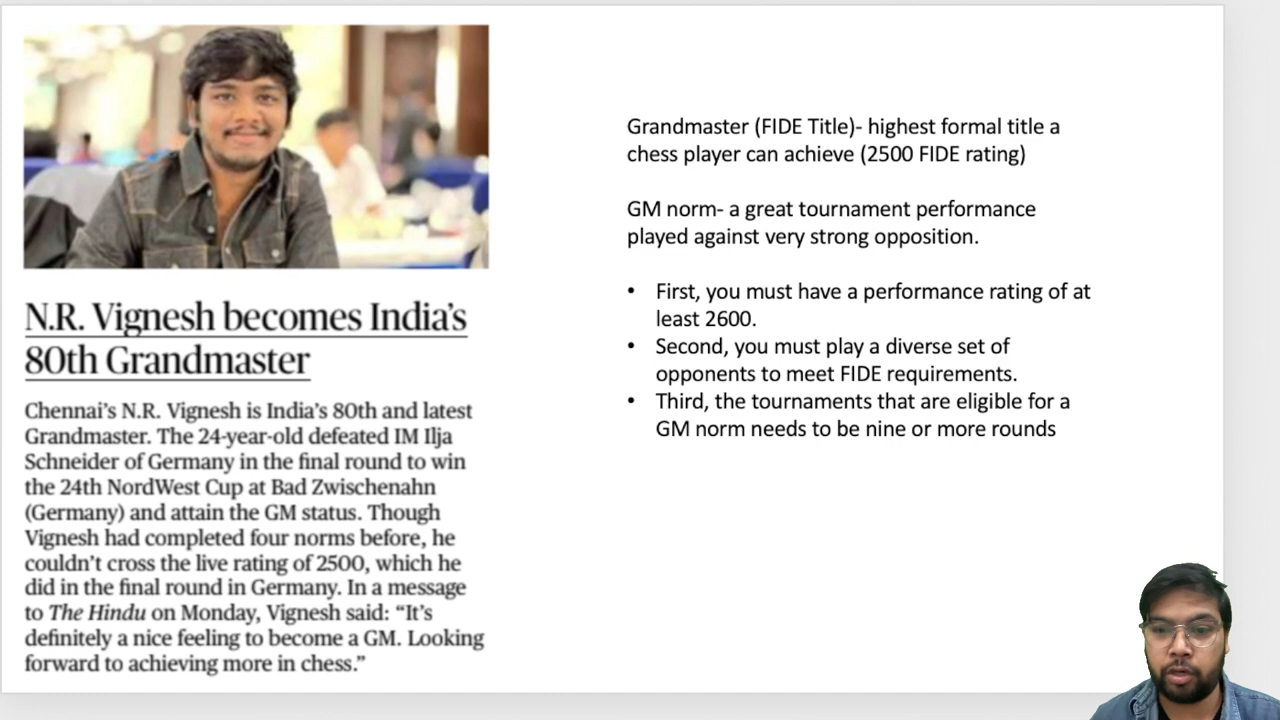 N.R. Vignesh becomes India’s
80th Grandmaster
Chennai’s N.R. Vignesh is India’s 80th and latest
Grandmaster. The 24-year-old defeated IM Ilja
Schneider of Germany in the final round to win
the 24th NordWest Cup at Bad Zwischenahn
(Germany) and attain the GM status. Though
Vignesh had completed four norms before, he
couldn’t cross the live rating of 2500, which he
did in the final round in Germany. In a message
to The Hindu on Monday, Vignesh said: “It’s
definitely a nice feeling to become a GM. Looking
forward to achieving more in chess.”
Grandmaster (FIDE Title)- highest formal title a
chess player can achieve (2500 FIDE rating)
GM norm- a great tournament performance
played against very strong opposition.
• First, you must have a performance rating of at
least 2600.
• Second, you must play a diverse set of
opponents to meet FIDE requirements.
• Third, the tournaments that are eligible for a
GM norm needs to be nine or more rounds